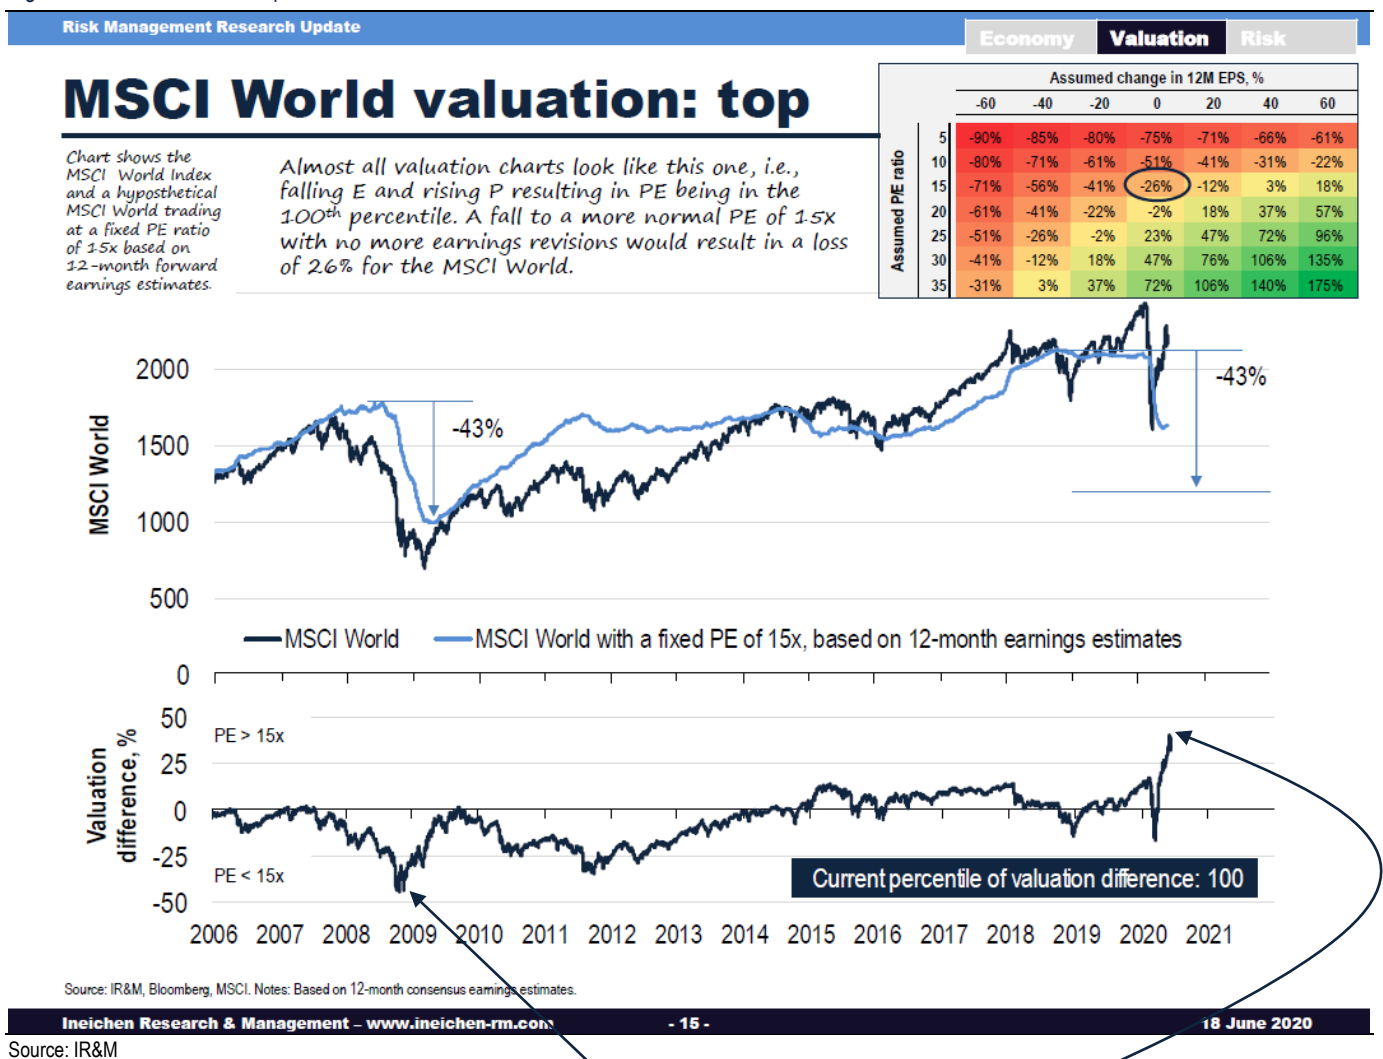 Risk Management Research Update
Economy Valuation Risk
MSCI World valuation: top
Chart shows the
MSCI World Index
and a hyposthetical
MSCI World trading
at a fixed PE ratio
of 15x based on
12-month forward
earnings estimates.
Almost all valuation charts look like this one, i.e.,
falling E and rising P resulting in PE being in the
100th percentile. A fall to a more normal PE of 15x
with no more earnings revisions would result in a loss
of 26% for the MSCI World.
Assumed change in 12M EPS, %
-60 -40 -20 0 20 40 60
Assumed P/E ratio
5 -90% -85% -80% -75% -71% -66% -61%
10 -80% -71% -61% -51% -41% -31% -22%
15 -71% -56% -41% -26% -12% 3% 18%
20 -61% -41% -22% -2% 18% 37% 57%
25 -51% -26% -2% 23% 47% 72% 96%
30 -41% -12% 18% 47% 76% 106% 135%
35 -31% 3% 37% 72% 106% 140% 175%
MSCI World
2000
1500
1000
500
0
-43%
-43%
MSCI World
MSCI World with a fixed PE of 15x, based on 12-month earnings estimates
Valuation
difference, %
50
25
0
-25
-50
PE > 15x
PE < 15x
Current percentile of valuation difference: 100
2006 2007 2008 2009 2010 2011 2012 2013 2014 2015 2016 2017 2018 2019 2020 2021
Source: IR&M, Bloomberg, MSCI. Notes: Based on 12-month consensus earnings estimates.
Ineichen Research & Management – www.ineichen-rm.com - 15 - 18 June 2020
Source: IR&M